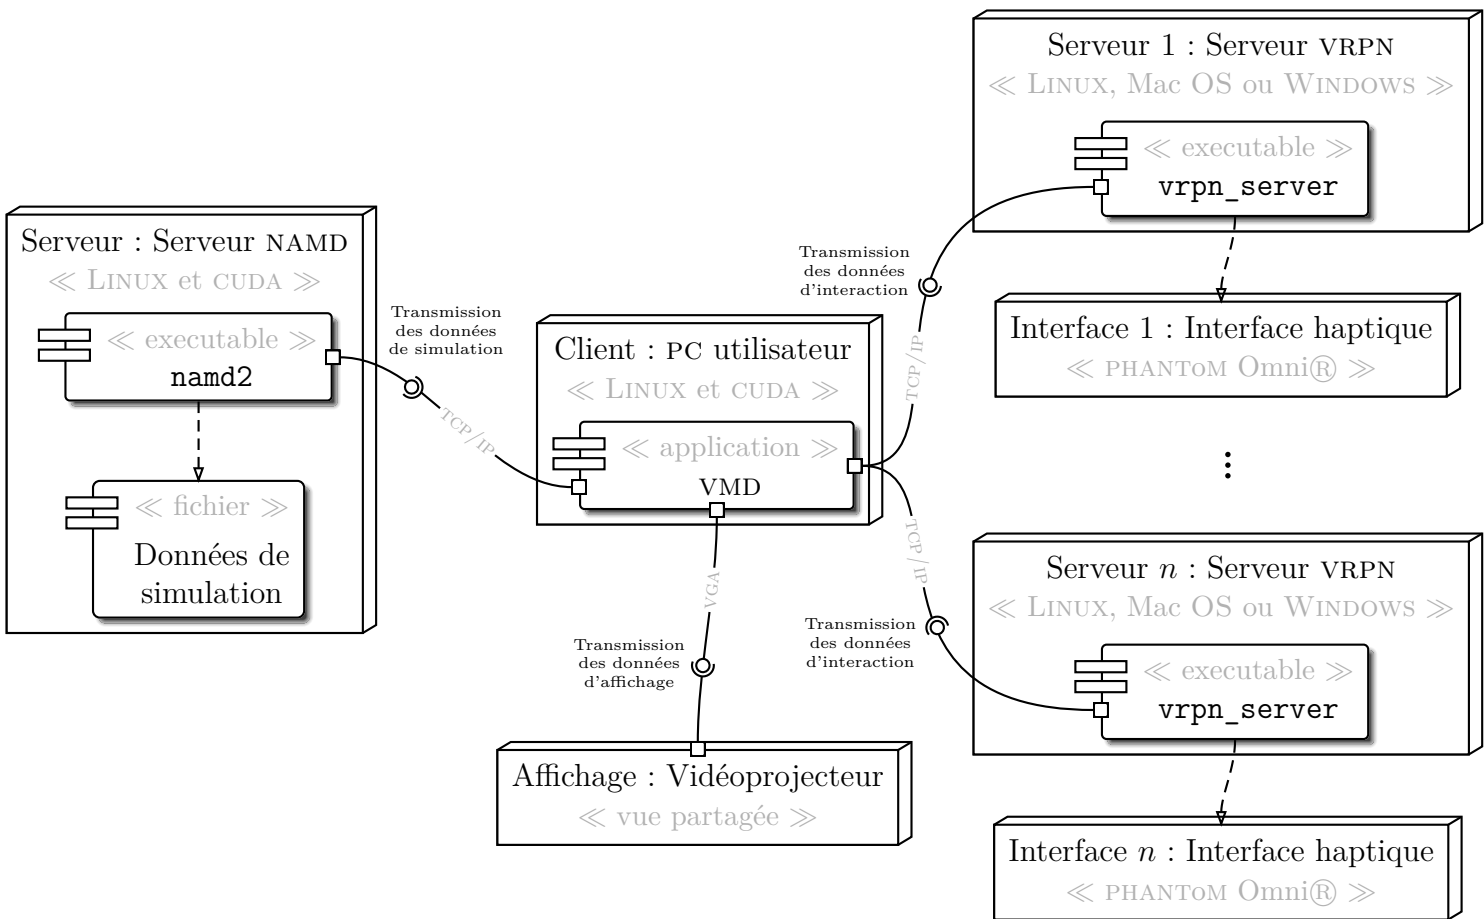 Serveur : Serveur NAMD
≪ LINUX et CUDA ≫
≪ executable ≫
namd2
≪ fichier ≫
Données de
simulation
Transmission
des données
de simulation
TCP/IP
Client : PC utilisateur
≪ LINUX et CUDA ≫
≪ application ≫
VMD
VGA
Transmission
des données
d'affichage
Affichage : Vidéoprojecteur
≪ vue partagée ≫
Transmission
des données
d'interaction
TCP/IP
Serveur 1 : Serveur VRPN
≪ LINUX, Mac OS ou WINDOWS ≫
≪ executable ≫
vrpn_server
Interface 1 : Interface haptique
≪ PHANToM Omni® ≫
⋮
TCP/IP
Transmission
des données
d'interaction
Serveur n : Serveur VRPN
≪ LINUX, Mac OS ou WINDOWS ≫
≪ executable ≫
vrpn_server
Interface n : Interface haptique
≪ PHANToM Omni® ≫